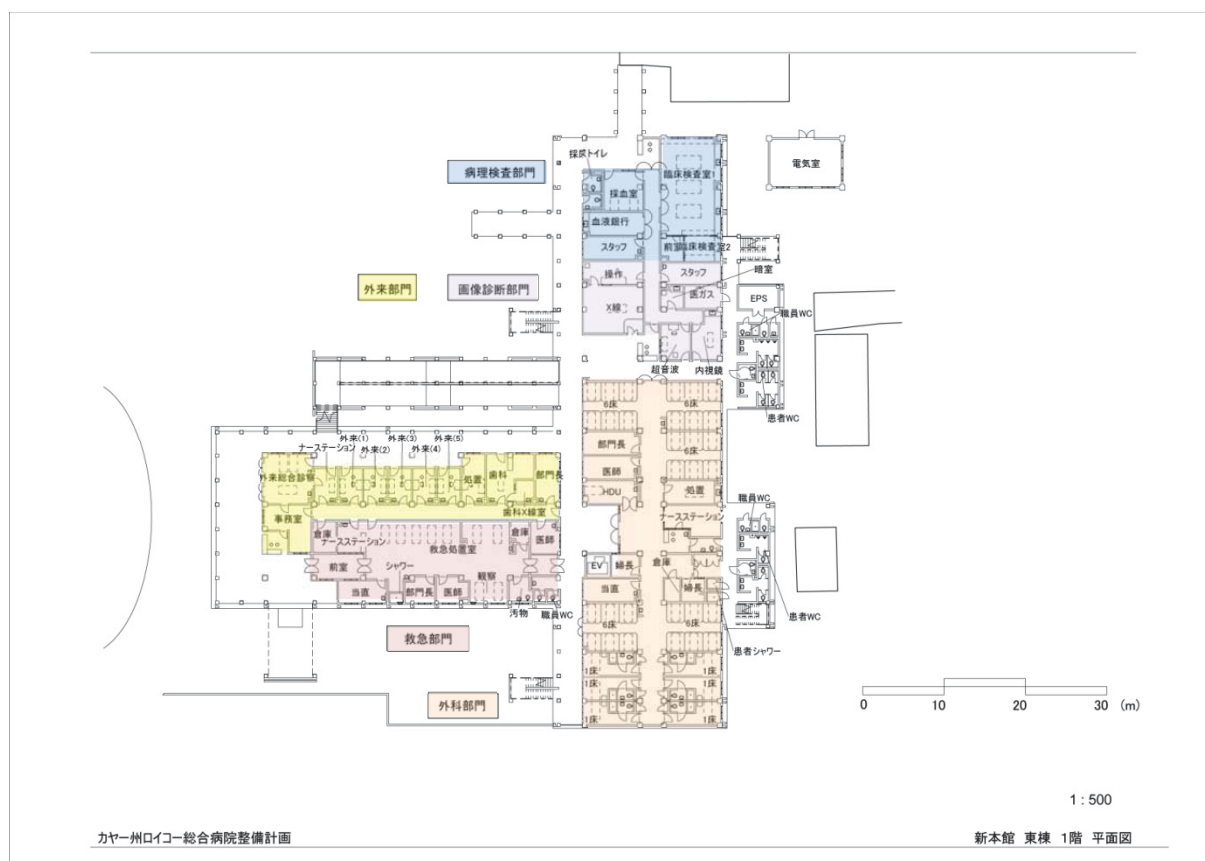 採尿トイレ
臨床検査室1
電気室
病理検査部門
採血室
血液銀行
スタッフ
前室
臨床検査室2
外来部門
画像診断部門
操作
スタッフ
暗室
医ガス
X線
EPS
職員WC
超音波
内視鏡
患者WC
6床
6床
外来(1)
外来(3)
外来(5)
ナーステーション
外来(2)
外来(4)
部門長
6床
外来総合診察
処置
歯科
部門長
医師
HDU
処置
職員WC
歯科X線室
事務室
ナースステーション
倉庫
ナースステーション
救急処置室
倉庫
医師
前室
シャワー
観察
EV
婦長
倉庫
当直
部門長
医師
当直
婦長
汚物
職員WC
患者WC
6床
6床
救急部門
患者シャワー
1床
1床
1床
1床
外科部門
1床
1床
0
10
20
30
(m)
1:500
カヤー州ロイコー総合病院整備計画
新本館 東棟 1階 平面図